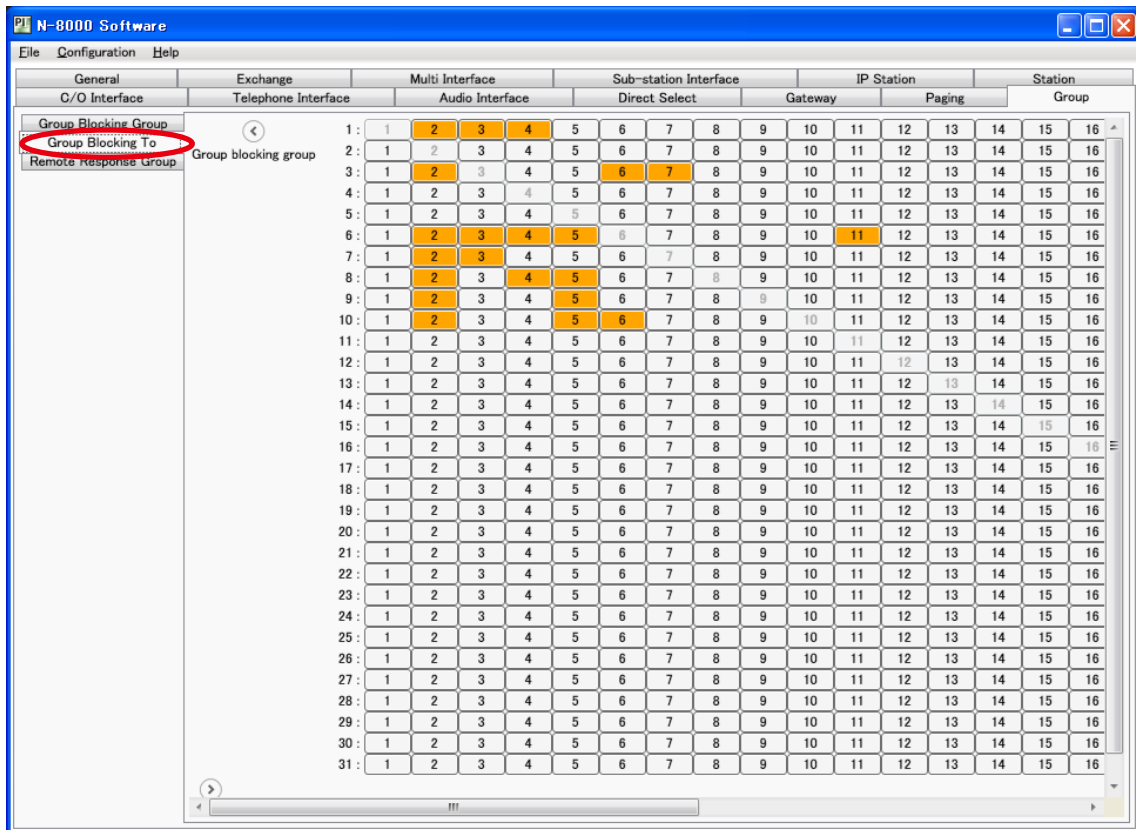 N-8000 Software
File Configuration Help
General Exchange Multi Interface Sub-station Interface IP Station Station
C/O Interface Telephone Interface Audio Interface Direct Select Gateway Paging Group
Group Blocking Group
Group Blocking To
Remote Response Group
Group blocking group
1 : 1 2 3 4 5 6 7 8 9 10 11 12 13 14 15 16
2 : 1 2 3 4 5 6 7 8 9 10 11 12 13 14 15 16
3 : 1 2 3 4 5 6 7 8 9 10 11 12 13 14 15 16
4 : 1 2 3 4 5 6 7 8 9 10 11 12 13 14 15 16
5 : 1 2 3 4 5 6 7 8 9 10 11 12 13 14 15 16
6 : 1 2 3 4 5 6 7 8 9 10 11 12 13 14 15 16
7 : 1 2 3 4 5 6 7 8 9 10 11 12 13 14 15 16
8 : 1 2 3 4 5 6 7 8 9 10 11 12 13 14 15 16
9 : 1 2 3 4 5 6 7 8 9 10 11 12 13 14 15 16
10 : 1 2 3 4 5 6 7 8 9 10 11 12 13 14 15 16
11 : 1 2 3 4 5 6 7 8 9 10 11 12 13 14 15 16
12 : 1 2 3 4 5 6 7 8 9 10 11 12 13 14 15 16
13 : 1 2 3 4 5 6 7 8 9 10 11 12 13 14 15 16
14 : 1 2 3 4 5 6 7 8 9 10 11 12 13 14 15 16
15 : 1 2 3 4 5 6 7 8 9 10 11 12 13 14 15 16
16 : 1 2 3 4 5 6 7 8 9 10 11 12 13 14 15 16
17 : 1 2 3 4 5 6 7 8 9 10 11 12 13 14 15 16
18 : 1 2 3 4 5 6 7 8 9 10 11 12 13 14 15 16
19 : 1 2 3 4 5 6 7 8 9 10 11 12 13 14 15 16
20 : 1 2 3 4 5 6 7 8 9 10 11 12 13 14 15 16
21 : 1 2 3 4 5 6 7 8 9 10 11 12 13 14 15 16
22 : 1 2 3 4 5 6 7 8 9 10 11 12 13 14 15 16
23 : 1 2 3 4 5 6 7 8 9 10 11 12 13 14 15 16
24 : 1 2 3 4 5 6 7 8 9 10 11 12 13 14 15 16
25 : 1 2 3 4 5 6 7 8 9 10 11 12 13 14 15 16
26 : 1 2 3 4 5 6 7 8 9 10 11 12 13 14 15 16
27 : 1 2 3 4 5 6 7 8 9 10 11 12 13 14 15 16
28 : 1 2 3 4 5 6 7 8 9 10 11 12 13 14 15 16
29 : 1 2 3 4 5 6 7 8 9 10 11 12 13 14 15 16
30 : 1 2 3 4 5 6 7 8 9 10 11 12 13 14 15 16
31 : 1 2 3 4 5 6 7 8 9 10 11 12 13 14 15 16